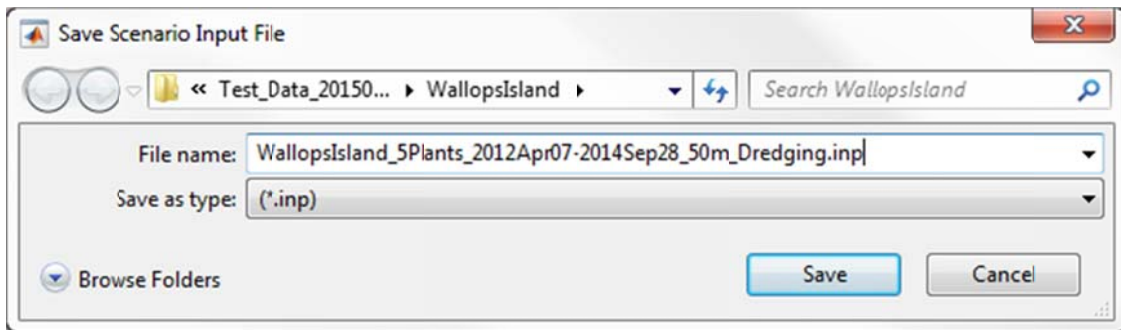 Save Scenario Input File
« Test_Data_20150... ▸ WallopsIsland ▸ Search WallopsIsland
File name: WallopsIsland_5Plants_2012Apr07-2014Sep28_50m_Dredging.inp
Save as type: (*.inp)
Browse Folders Save Cancel